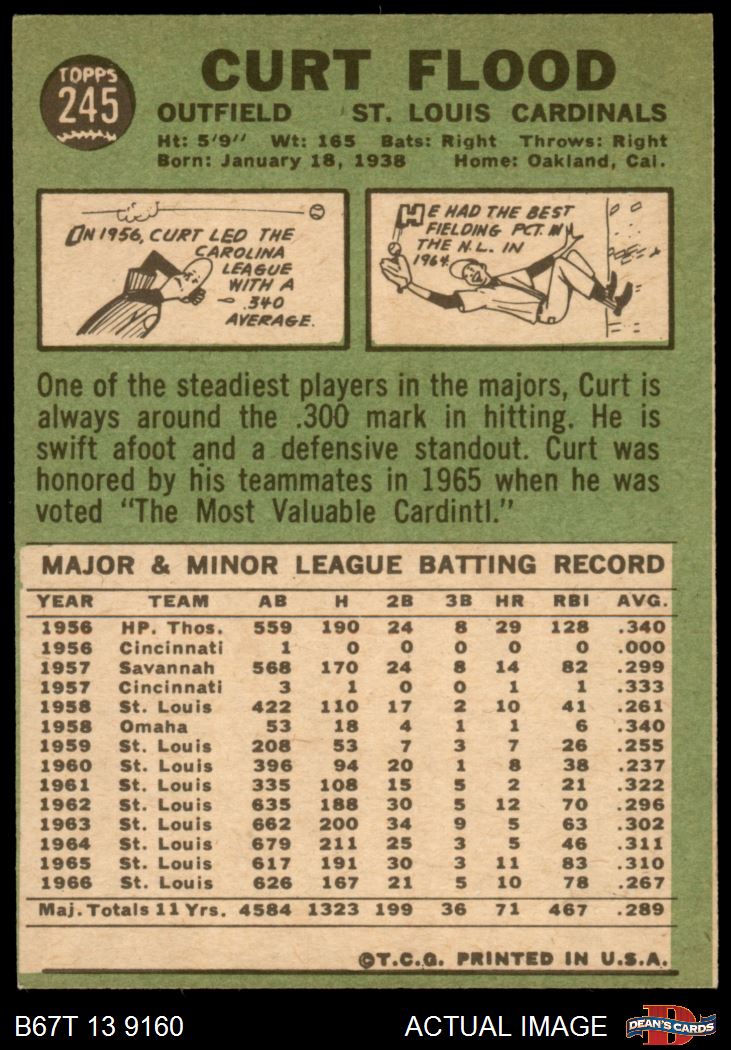 TOPPS
245
CURT FLOOD
OUTFIELD ST. LOUIS CARDINALS
Ht: 5'9" Wt: 165 Bats: Right Throws: Right
Born: January 18, 1938 Home: Oakland, Cal.
IN 1956, CURT LED THE
CAROLINA
LEAGUE
WITH A
.340
AVERAGE.
HE HAD THE BEST
FIELDING PCT. IN
THE N.L. IN
1964.
One of the steadiest players in the majors, Curt is
always around the .300 mark in hitting. He is
swift afoot and a defensive standout. Curt was
honored by his teammates in 1965 when he was
voted "The Most Valuable Cardintl."
MAJOR & MINOR LEAGUE BATTING RECORD
YEAR TEAM AB H 2B 3B HR RBI AVG.
1956 HP. Thos. 559 190 24 8 29 128 .340
1956 Cincinnati 1 0 0 0 0 0 .000
1957 Savannah 568 170 24 8 14 82 .299
1957 Cincinnati 3 1 0 0 1 1 .333
1958 St. Louis 422 110 17 2 10 41 .261
1958 Omaha 53 18 4 1 1 6 .340
1959 St. Louis 208 53 7 3 7 26 .255
1960 St. Louis 396 94 20 1 8 38 .237
1961 St. Louis 335 108 15 5 2 21 .322
1962 St. Louis 635 188 30 5 12 70 .296
1963 St. Louis 662 200 34 9 5 63 .302
1964 St. Louis 679 211 25 3 5 46 .311
1965 St. Louis 617 191 30 3 11 83 .310
1966 St. Louis 626 167 21 5 10 78 .267
Maj. Totals 11 Yrs. 4584 1323 199 36 71 467 .289
©T.C.G. PRINTED IN U.S.A.
B67T 13 9160 ACTUAL IMAGE
D
DEAN'S CARDS